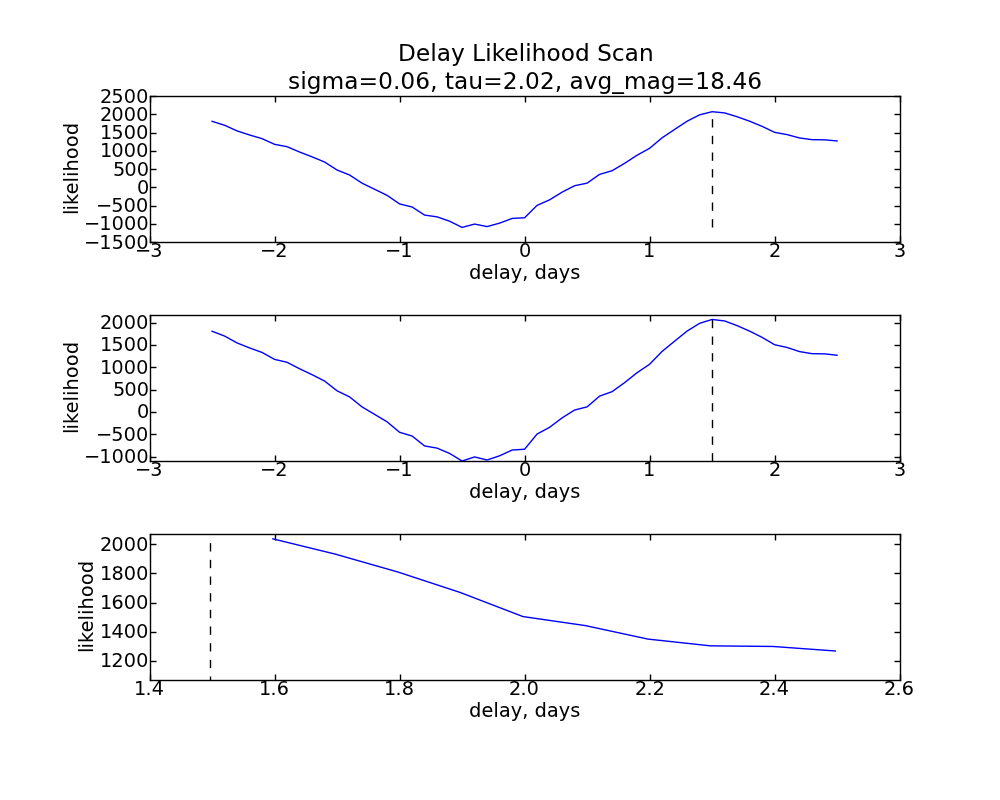 Delay Likelihood Scan
sigma=0.06, tau=2.02, avg_mag=18.46
likelihood
2500
2000
1500
1000
500
0
−500
−1000
−1500
−3 −2 −1 0 1 2 3
delay, days
likelihood
2000
1500
1000
500
0
−500
−1000
−3 −2 −1 0 1 2 3
delay, days
likelihood
2000
1800
1600
1400
1200
1.4 1.6 1.8 2.0 2.2 2.4 2.6
delay, days